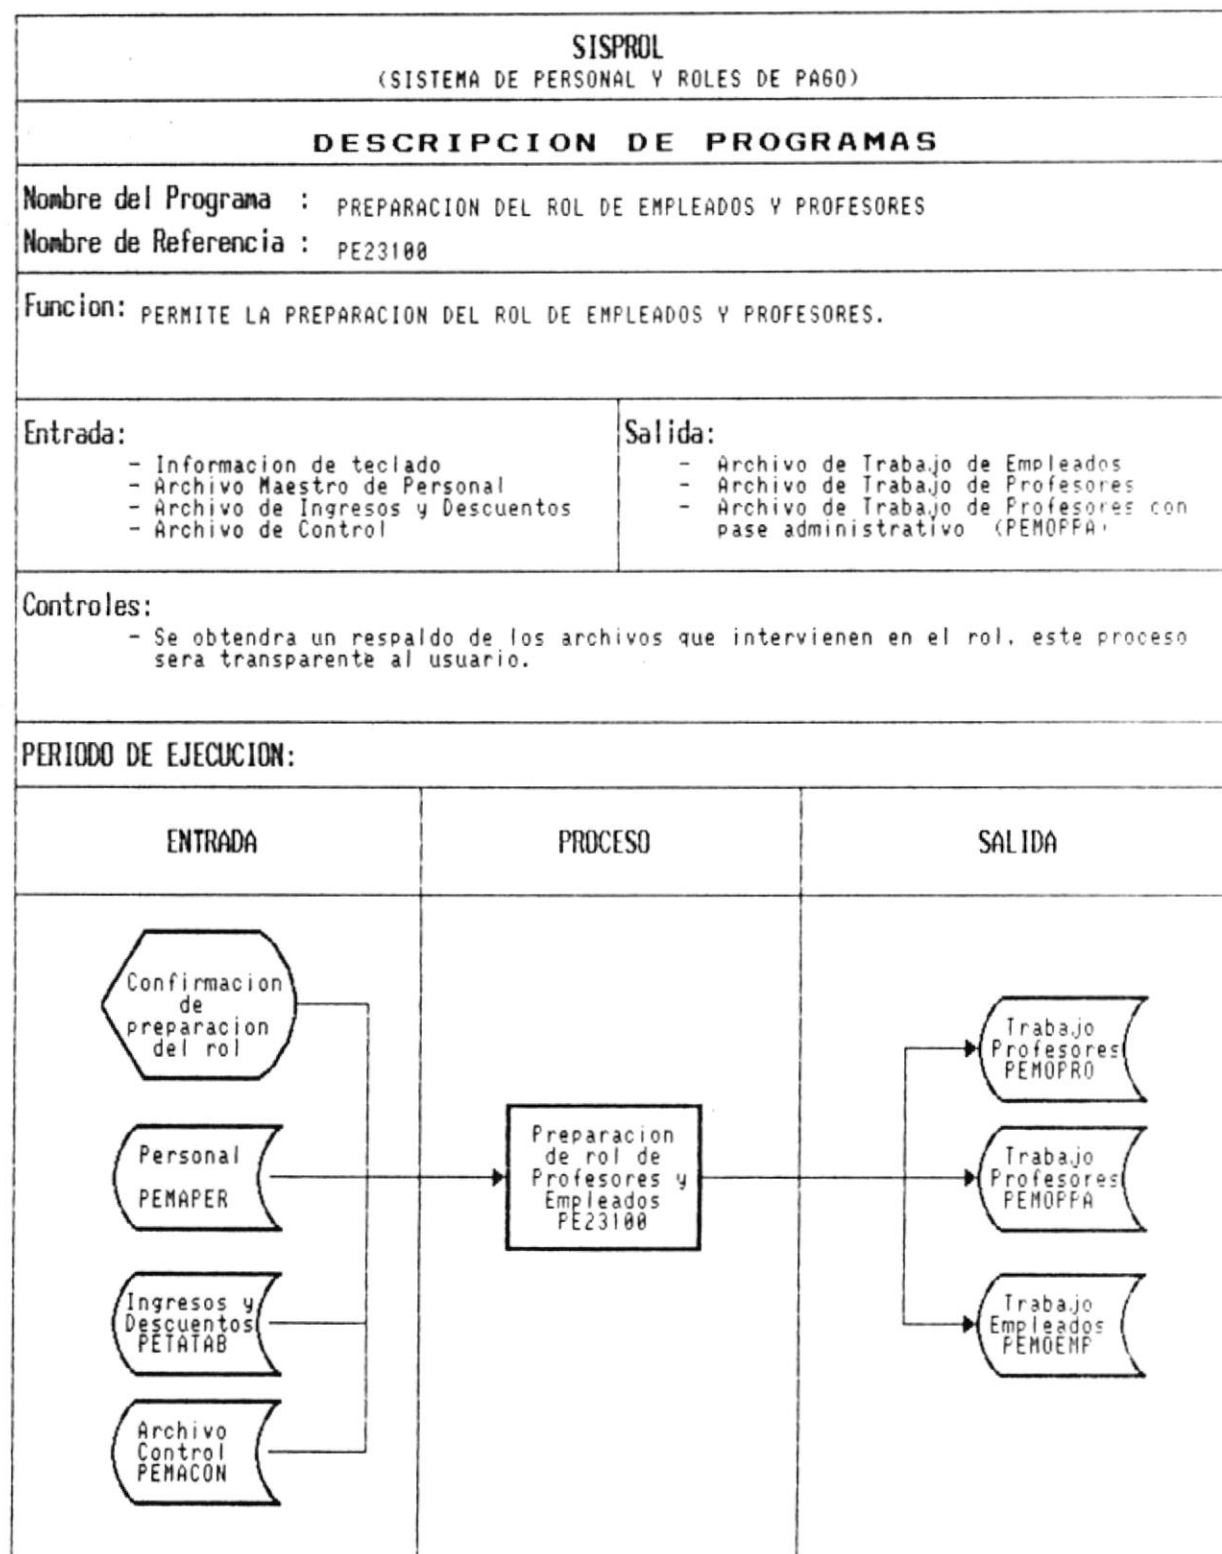 SISPROL
(SISTEMA DE PERSONAL Y ROLES DE PAGO)
DESCRIPCION DE PROGRAMAS
Nombre del Programa : PREPARACION DEL ROL DE EMPLEADOS Y PROFESORES
Nombre de Referencia : PE23100
Funcion: PERMITE LA PREPARACION DEL ROL DE EMPLEADOS Y PROFESORES.
Entrada:
- Informacion de teclado
- Archivo Maestro de Personal
- Archivo de Ingresos y Descuentos
- Archivo de Control
Salida:
- Archivo de Trabajo de Empleados
- Archivo de Trabajo de Profesores
- Archivo de Trabajo de Profesores con
pase administrativo (PEMOPPA)
Controles:
- Se obtendra un respaldo de los archivos que intervienen en el rol, este proceso
sera transparente al usuario.
PERIODO DE EJECUCION:
ENTRADA
PROCESO
SALIDA
Confirmacion
de
preparacion
del rol
Personal
PEMAPER
Ingresos y
Descuentos
PETATAB
Archivo
Control
PEMACON
Preparacion
de rol de
Profesores y
Empleados
PE23100
Trabajo
Profesores
PEMOPRO
Trabajo
Profesores
PEMOPPA
Trabajo
Empleados
PEMOEMP